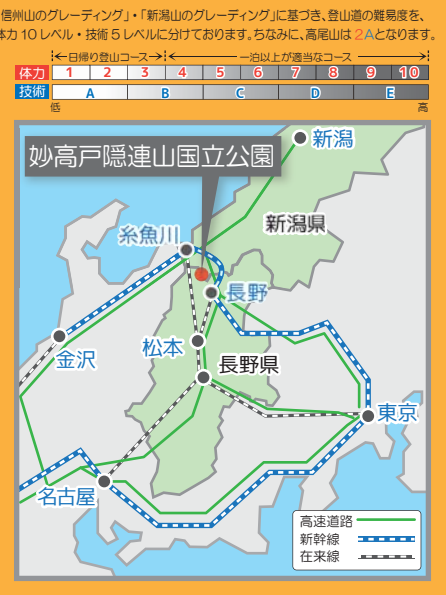 信州山のグレーディング」・「新潟山のグレーディング」に基づき、登山道の難易度を、
体力10レベル・技術5レベルに分けております。ちなみに、高尾山は2Aとなります。
日帰り登山コース 一泊以上が適当なコース
体力 1 2 3 4 5 6 7 8 9 10
技術 A B C D E
低 高
新潟
妙高戸隠連山国立公園
新潟県
糸魚川
長野
金沢
松本
長野県
東京
名古屋
高速道路
新幹線
在来線